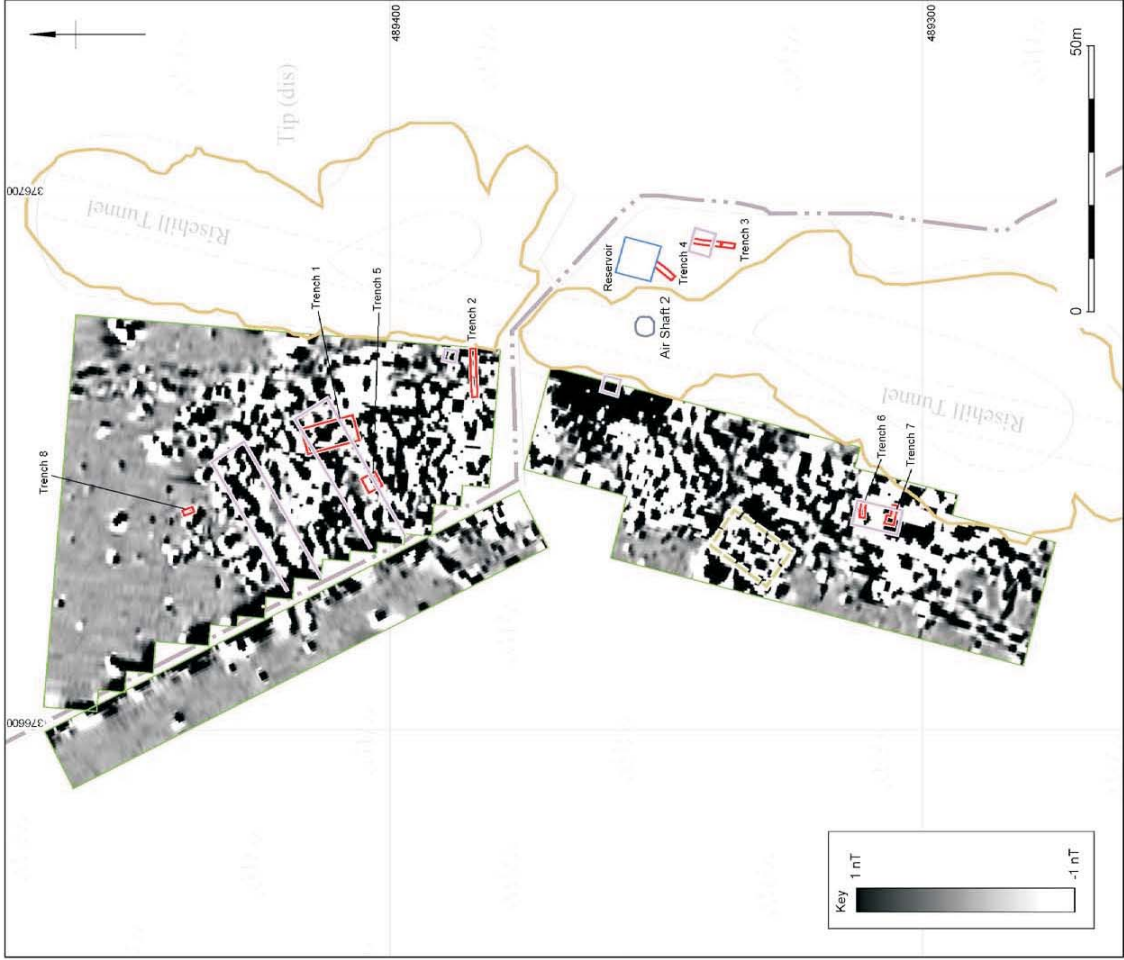 489400
489300
376700
376600
50m
0
Tip (dis)
Risehill Tunnel
Trench 1
Trench 5
Trench 2
Trench 8
Reservoir
Trench 4
Trench 3
Air Shaft 2
Risehill Tunnel
Trench 6
Trench 7
Key
1 nT
-1 nT